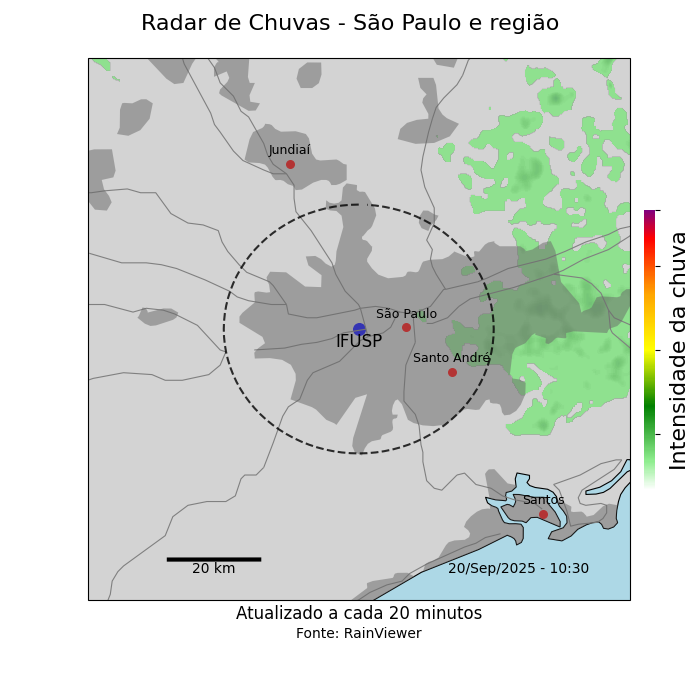 Radar de Chuvas - São Paulo e região
Jundiaí
São Paulo
IFUSP
Santo André
Intensidade da chuva
Santos
20 km
20/Sep/2025 - 10:30
Atualizado a cada 20 minutos
Fonte: RainViewer